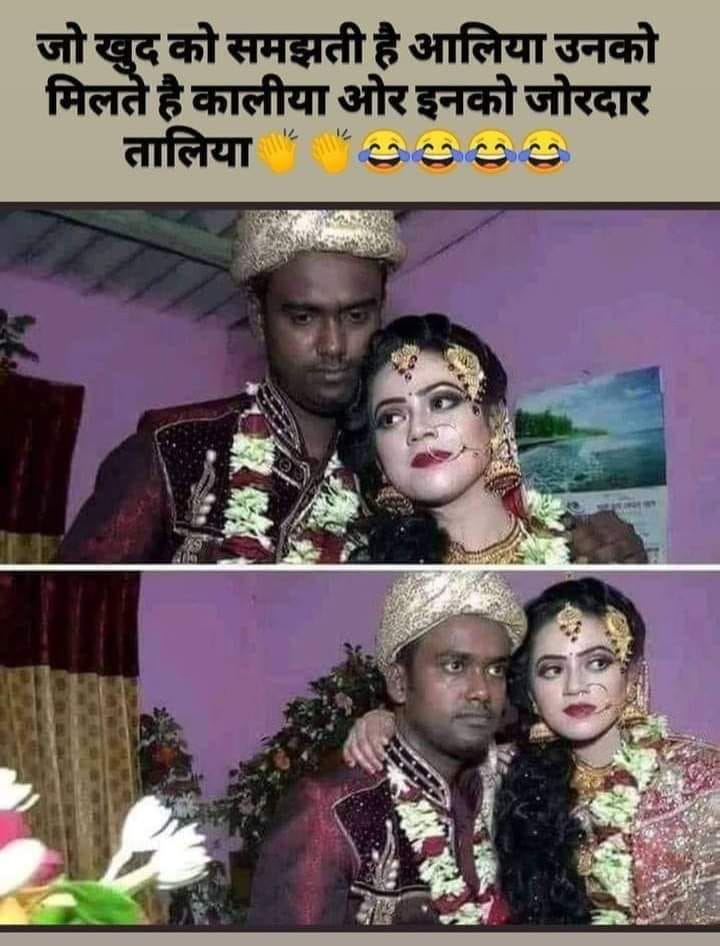 जो खुद को समझती है आलिया उनको
मिलते है कालीया ओर इनको जोरदार
तालिया👏👏😂😂😂😂